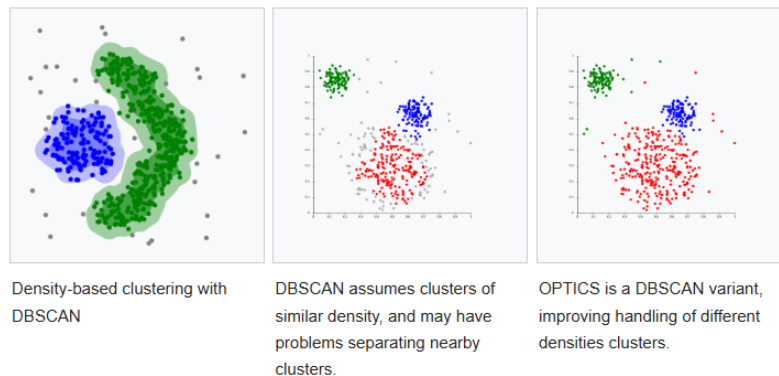 Density-based clustering with
DBSCAN
DBSCAN assumes clusters of
similar density, and may have
problems separating nearby
clusters.
OPTICS is a DBSCAN variant,
improving handling of different
densities clusters.